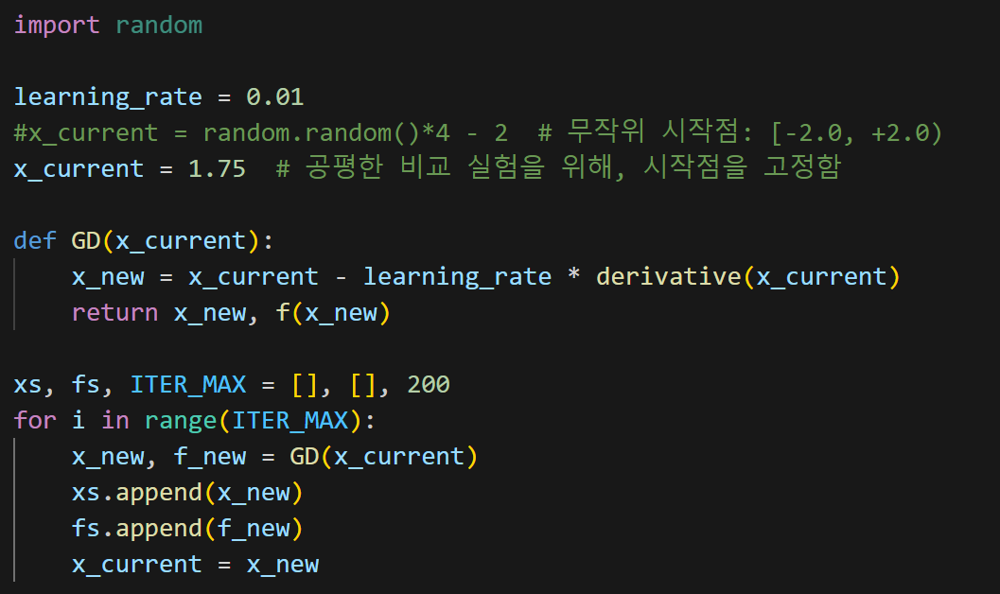 import random
learning_rate = 0.01
#x_current = random.random()*4 - 2  # 무작위 시작점: [-2.0, +2.0)
x_current = 1.75  # 공평한 비교 실험을 위해, 시작점을 고정함
def GD(x_current):
    x_new = x_current - learning_rate * derivative(x_current)
    return x_new, f(x_new)
xs, fs, ITER_MAX = [], [], 200
for i in range(ITER_MAX):
    x_new, f_new = GD(x_current)
    xs.append(x_new)
    fs.append(f_new)
    x_current = x_new